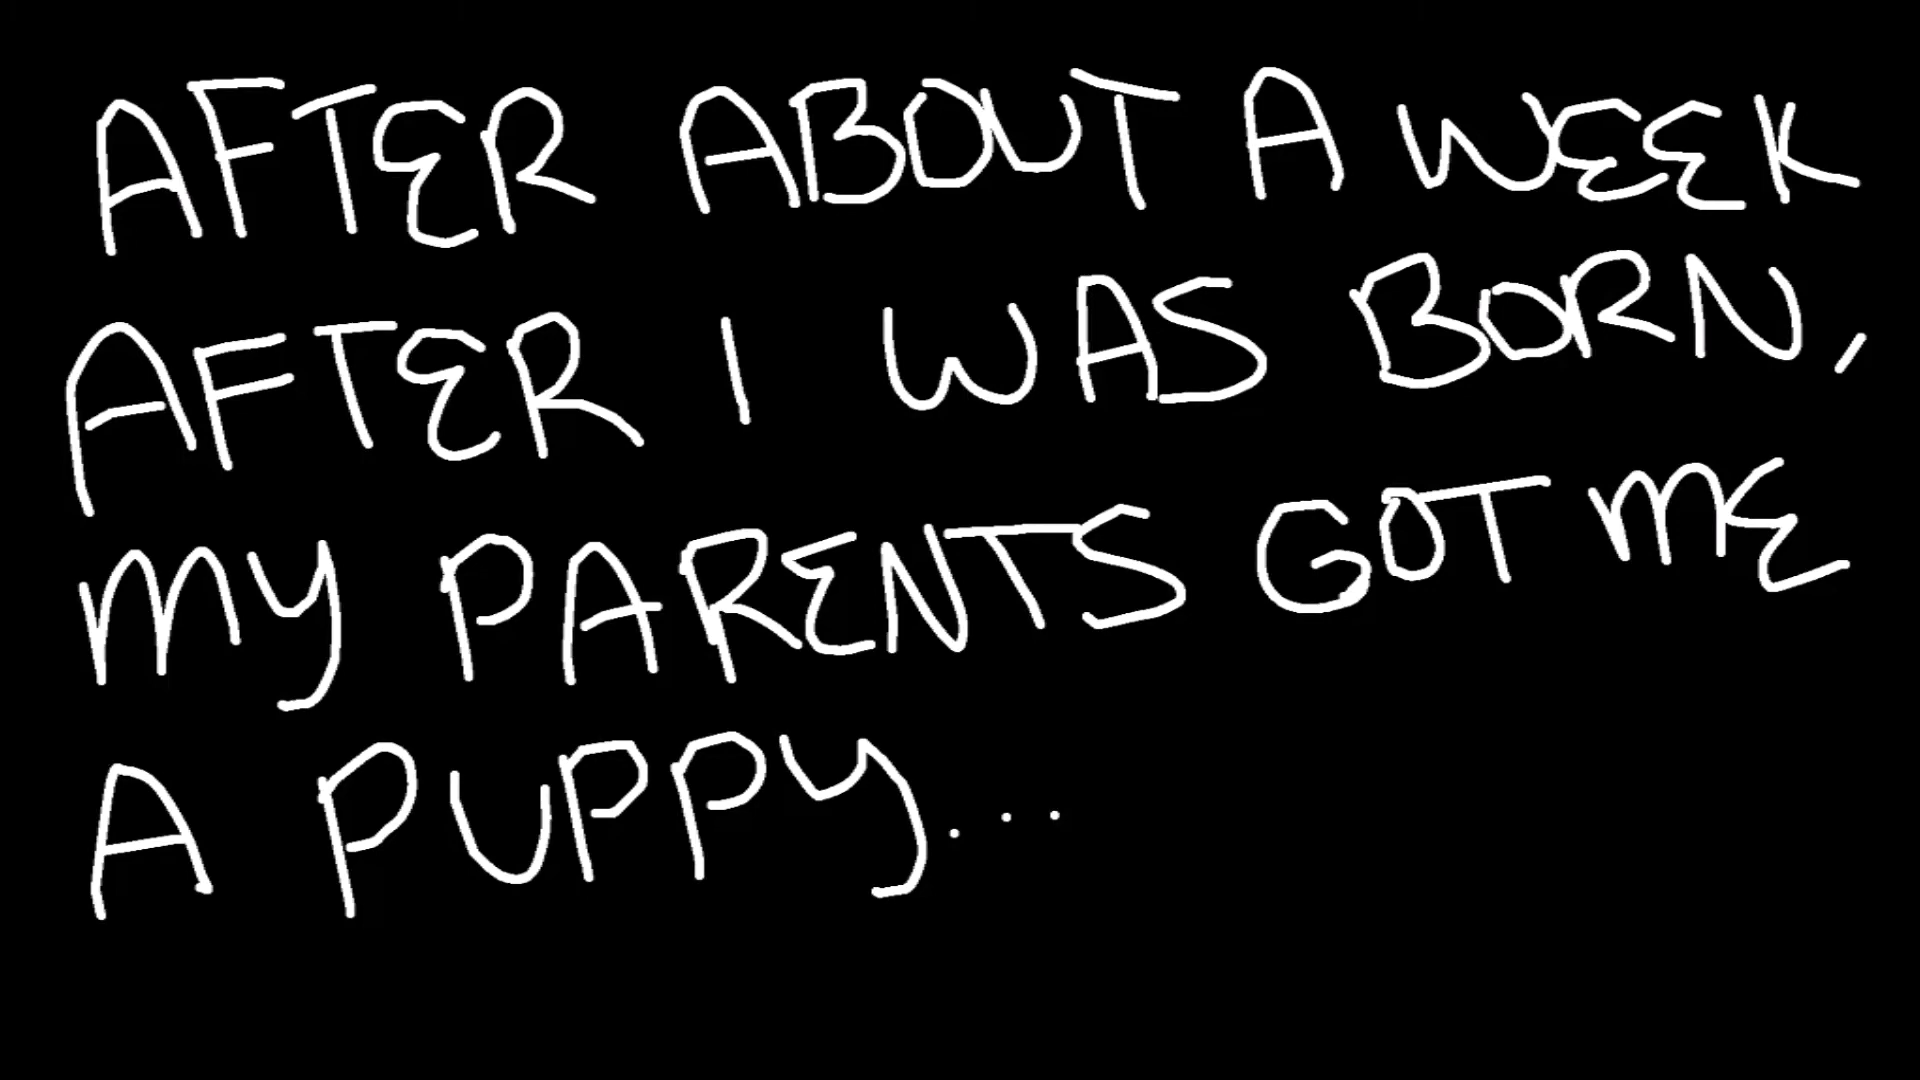 AFTER ABOUT A WEEK
AFTER I WAS BORN,
MY PARENTS GOT ME
A PUPPY...